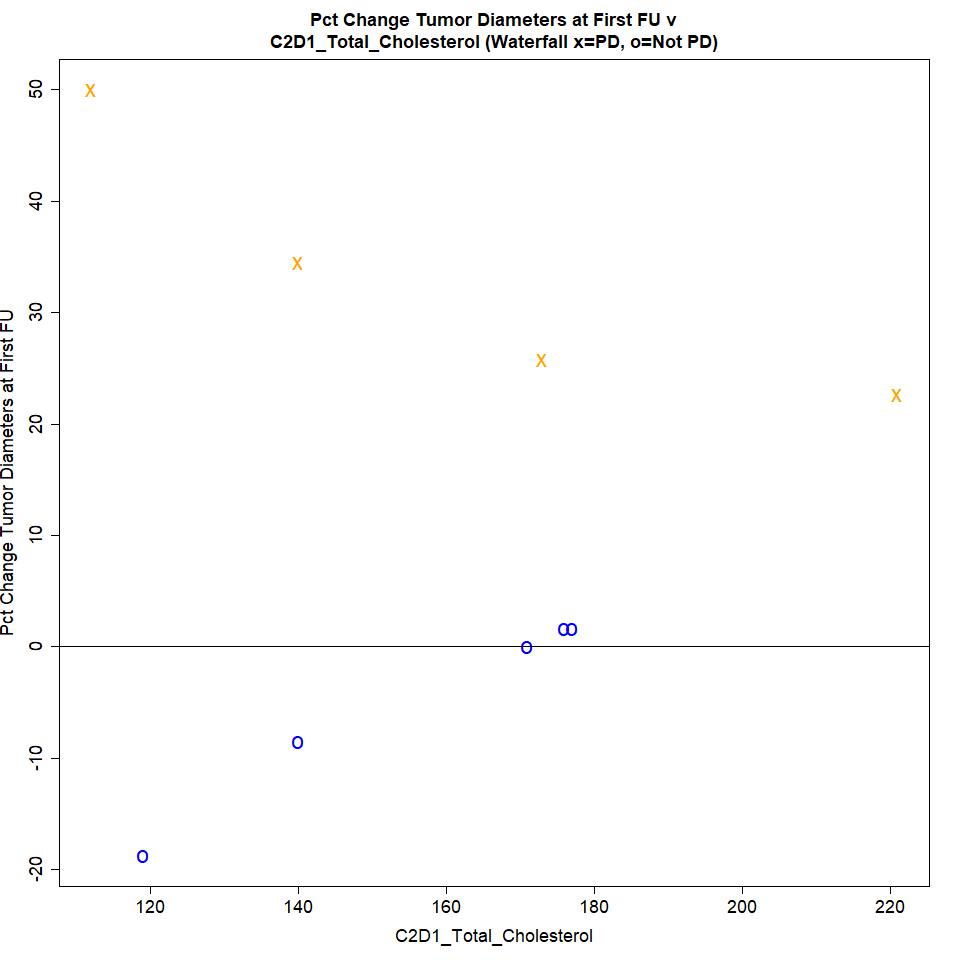 Pct Change Tumor Diameters at First FU v
C2D1_Total_Cholesterol (Waterfall x=PD, o=Not PD)
Pct Change Tumor Diameters at First FU
50
40
30
20
10
0
-10
-20
X
X
X
X
O
O
O
O
O
120
140
160
180
200
220
C2D1_Total_Cholesterol